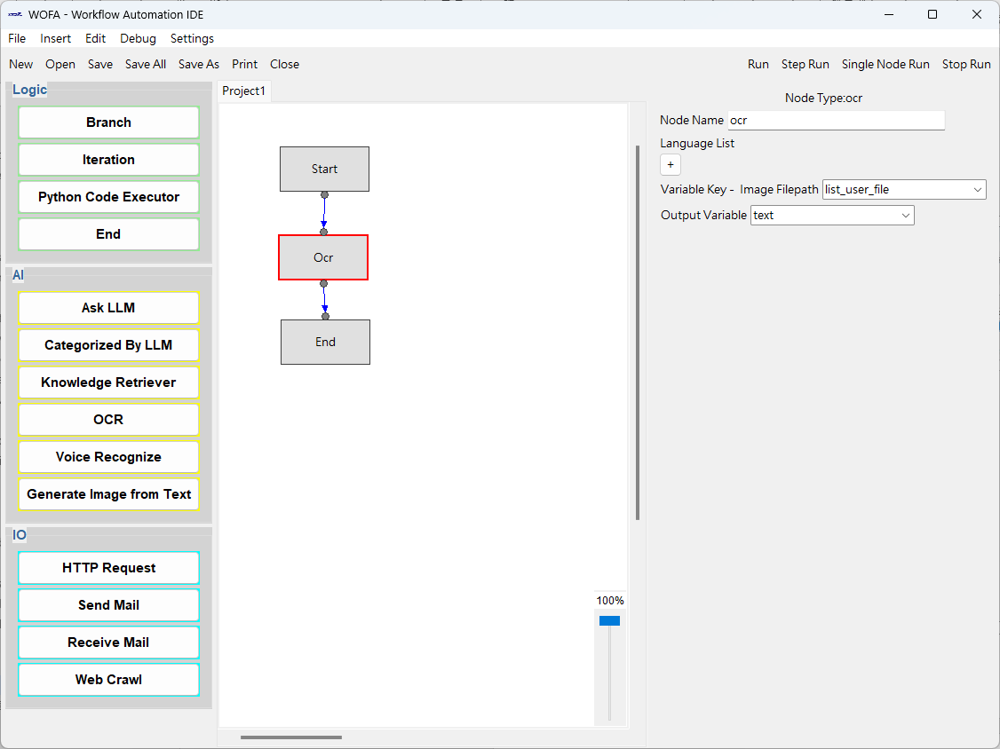 WOFA - Workflow Automation IDE
File Insert Edit Debug Settings
New Open Save Save All Save As Print Close Run Step Run Single Node Run Stop Run
Logic
Branch
Iteration
Python Code Executor
End
AI
Ask LLM
Categorized By LLM
Knowledge Retriever
OCR
Voice Recognize
Generate Image from Text
IO
HTTP Request
Send Mail
Receive Mail
Web Crawl
Project1
Start
Ocr
End
100%
Node Type:ocr
Node Name ocr
Language List
+
Variable Key - Image Filepath list_user_file
Output Variable text